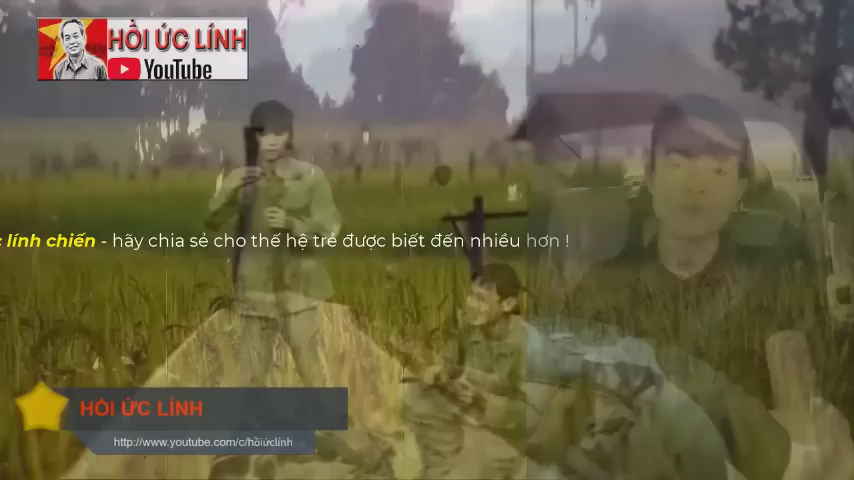 HỒI ỨC LÍNH
YouTube
lính chiến - hãy chia sẻ cho thế hệ trẻ được biết đến nhiều hơn !
HỒI ỨC LÍNH
http://www.youtube.com/c/hồiứclính